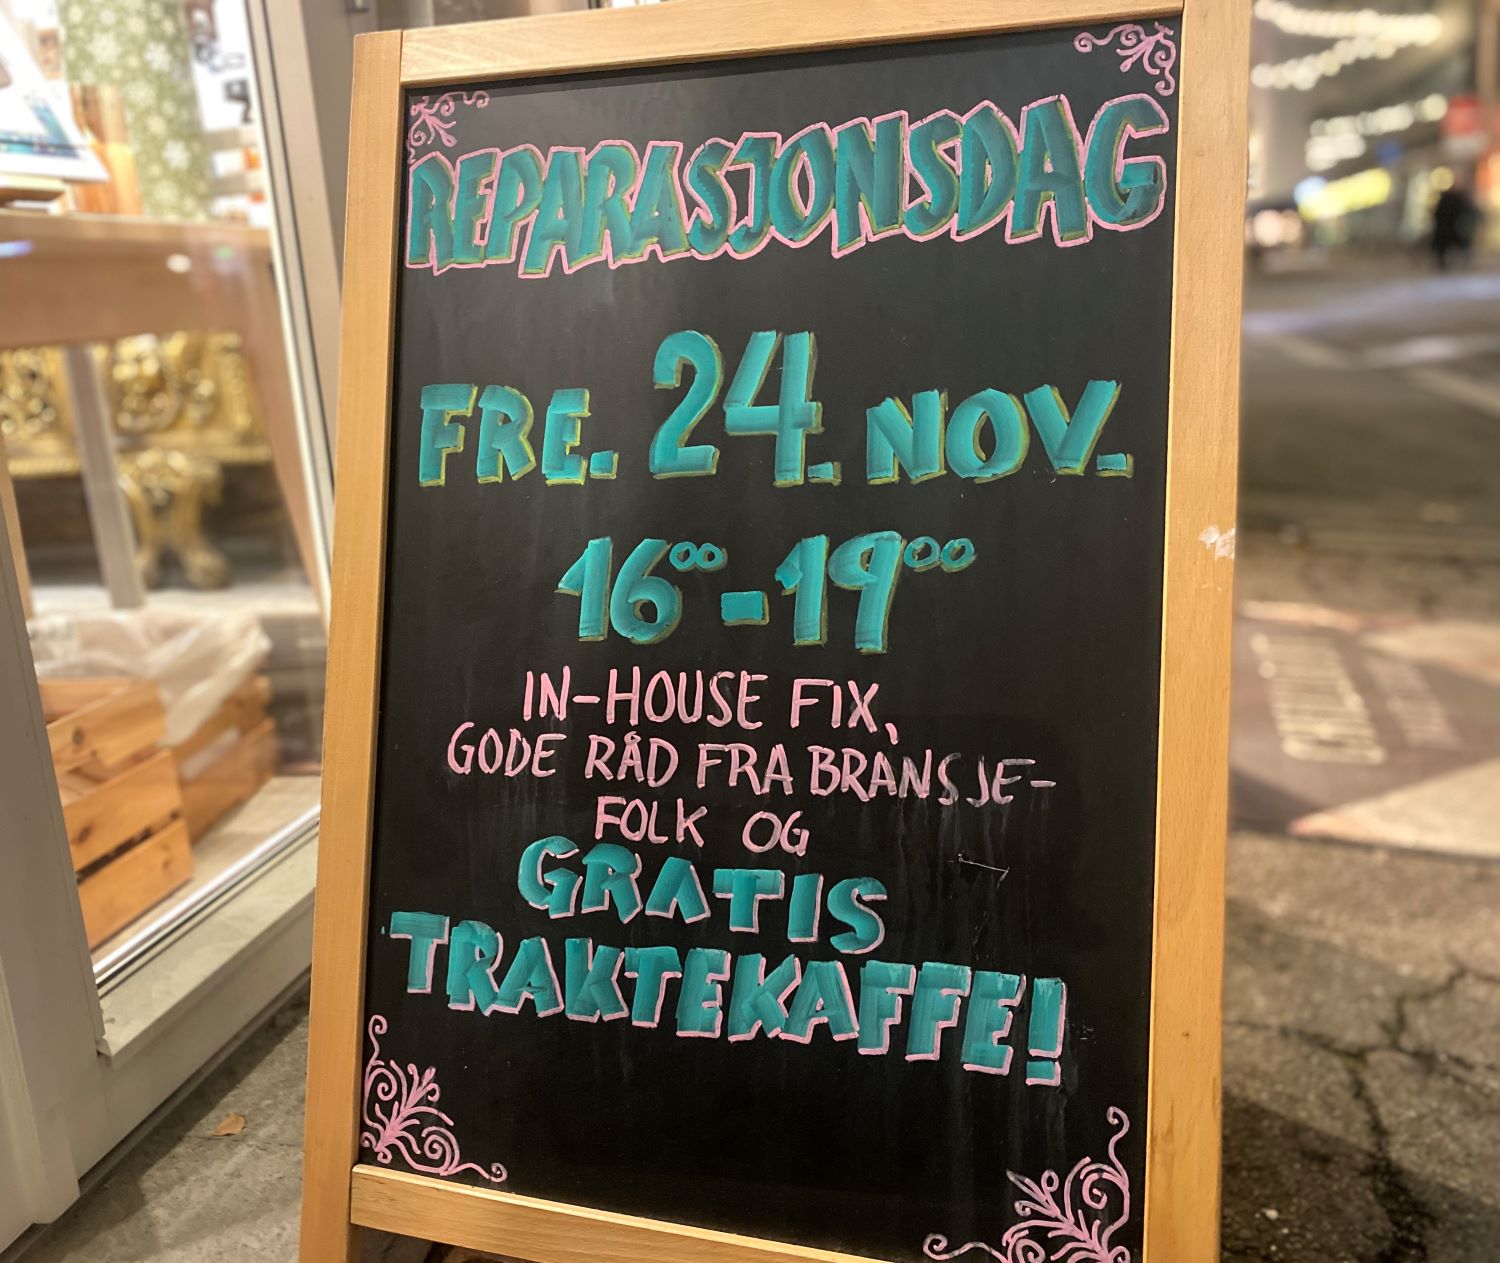 REPARASJONSDAG
FRE. 24. NOV.
16⁰⁰-19⁰⁰
IN-HOUSE FIX,
GODE RÅD FRA BRANSJE-
FOLK OG
GRATIS
TRAKTEKAFFE!